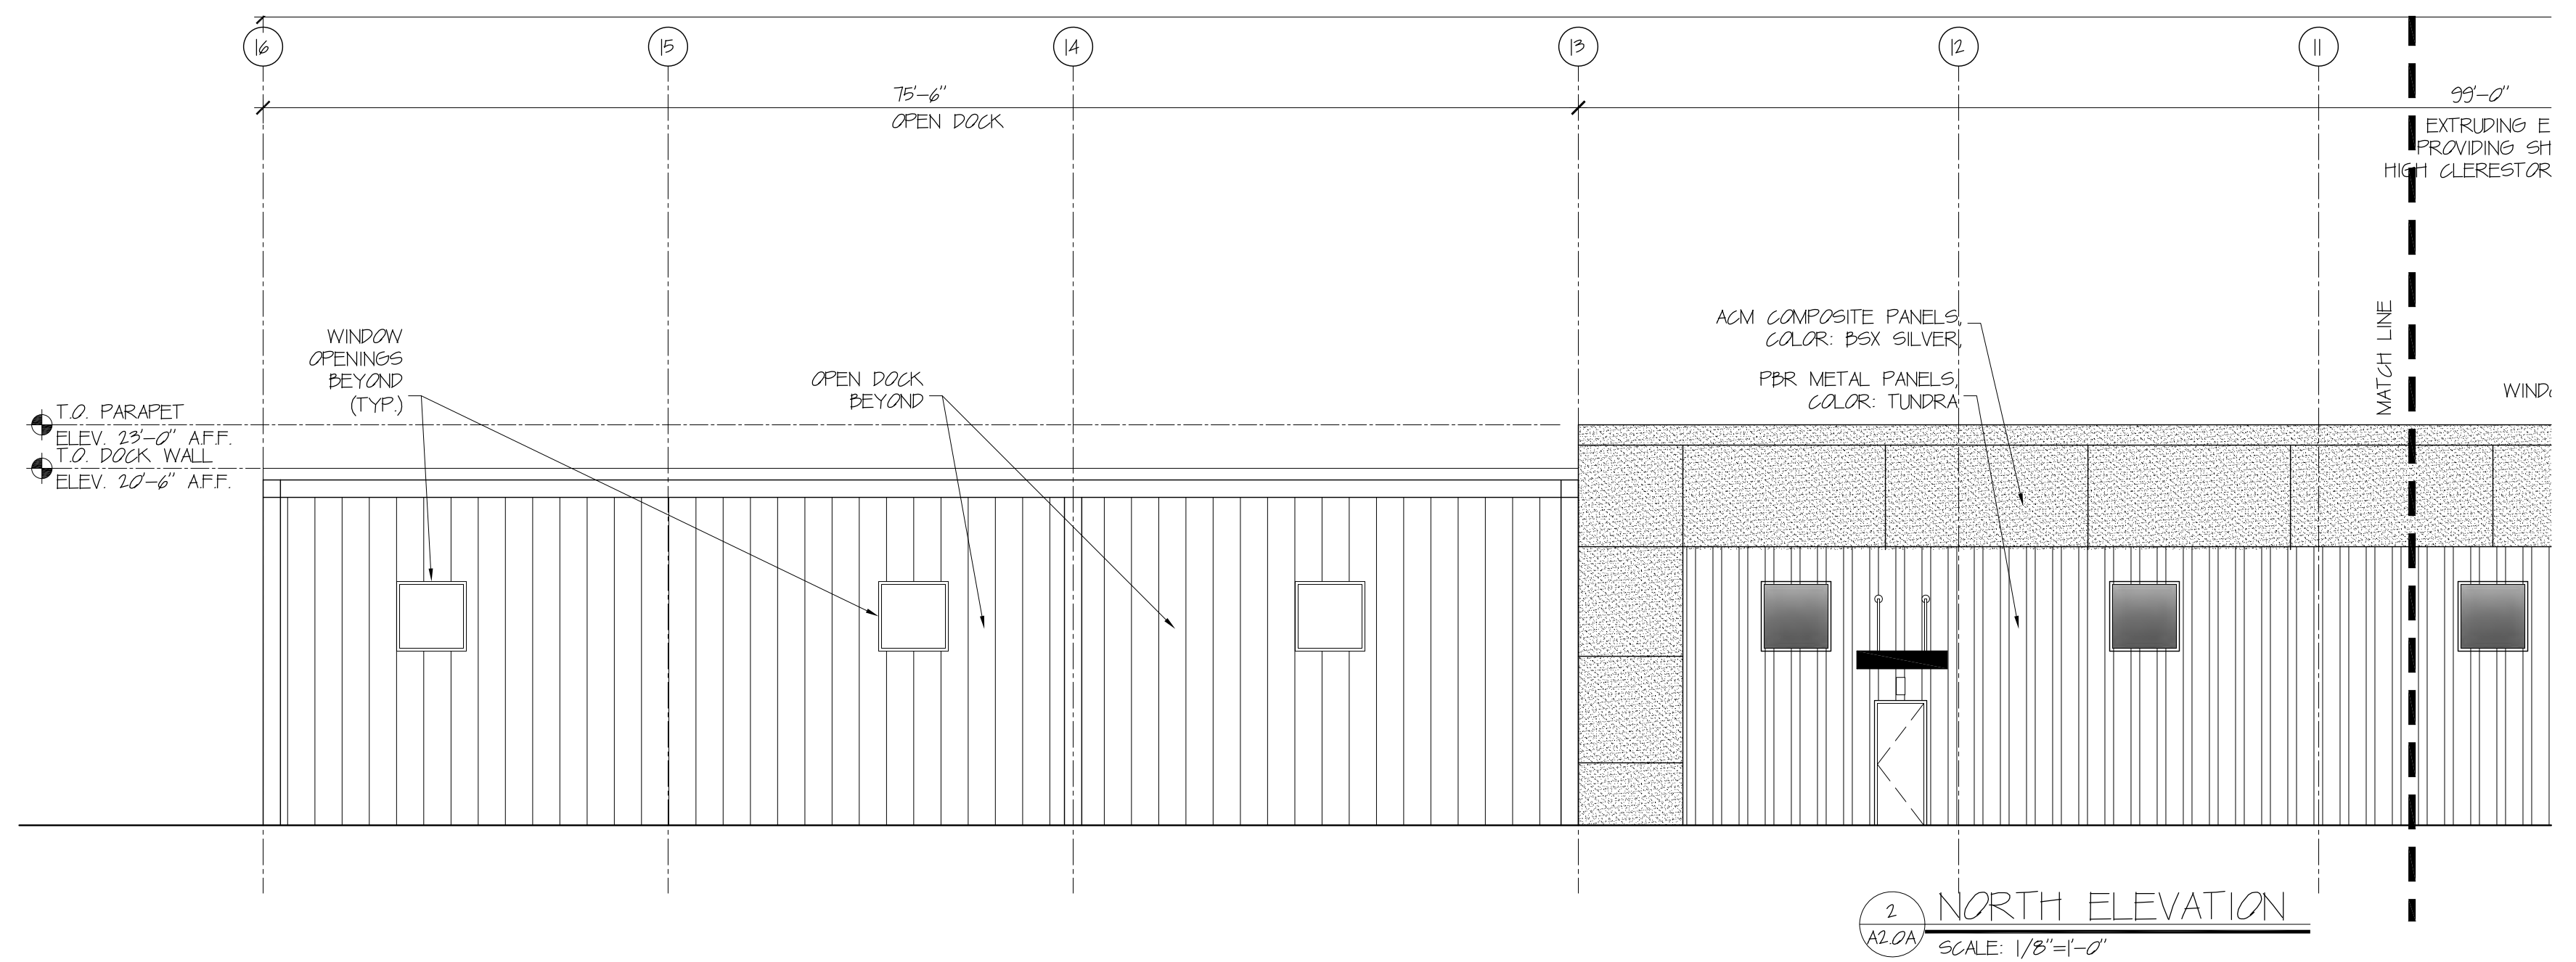 16
15
14
13
12
11
75'-6"
OPEN DOCK
99'-0"
EXTRUDING E
PROVIDING SH
HIGH CLERESTOR
WINDOW
OPENINGS
BEYOND
(TYP.)
OPEN DOCK
BEYOND
ACM COMPOSITE PANELS,
COLOR: BSX SILVER,
PBR METAL PANELS,
COLOR: TUNDRA
MATCH LINE
WIND
T.O. PARAPET
ELEV. 23'-0" A.F.F.
T.O. DOCK WALL
ELEV. 20'-6" A.F.F.
2
A2.0A
NORTH ELEVATION
SCALE: 1/8"=1'-0"